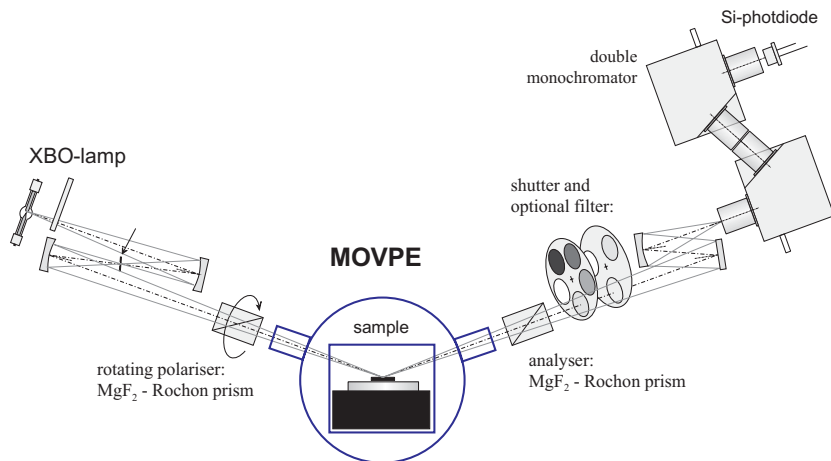 Si-photdiode
double
monochromator
XBO-lamp
shutter and
optional filter:
MOVPE
sample
rotating polariser:
MgF₂ - Rochon prism
analyser:
MgF₂ - Rochon prism